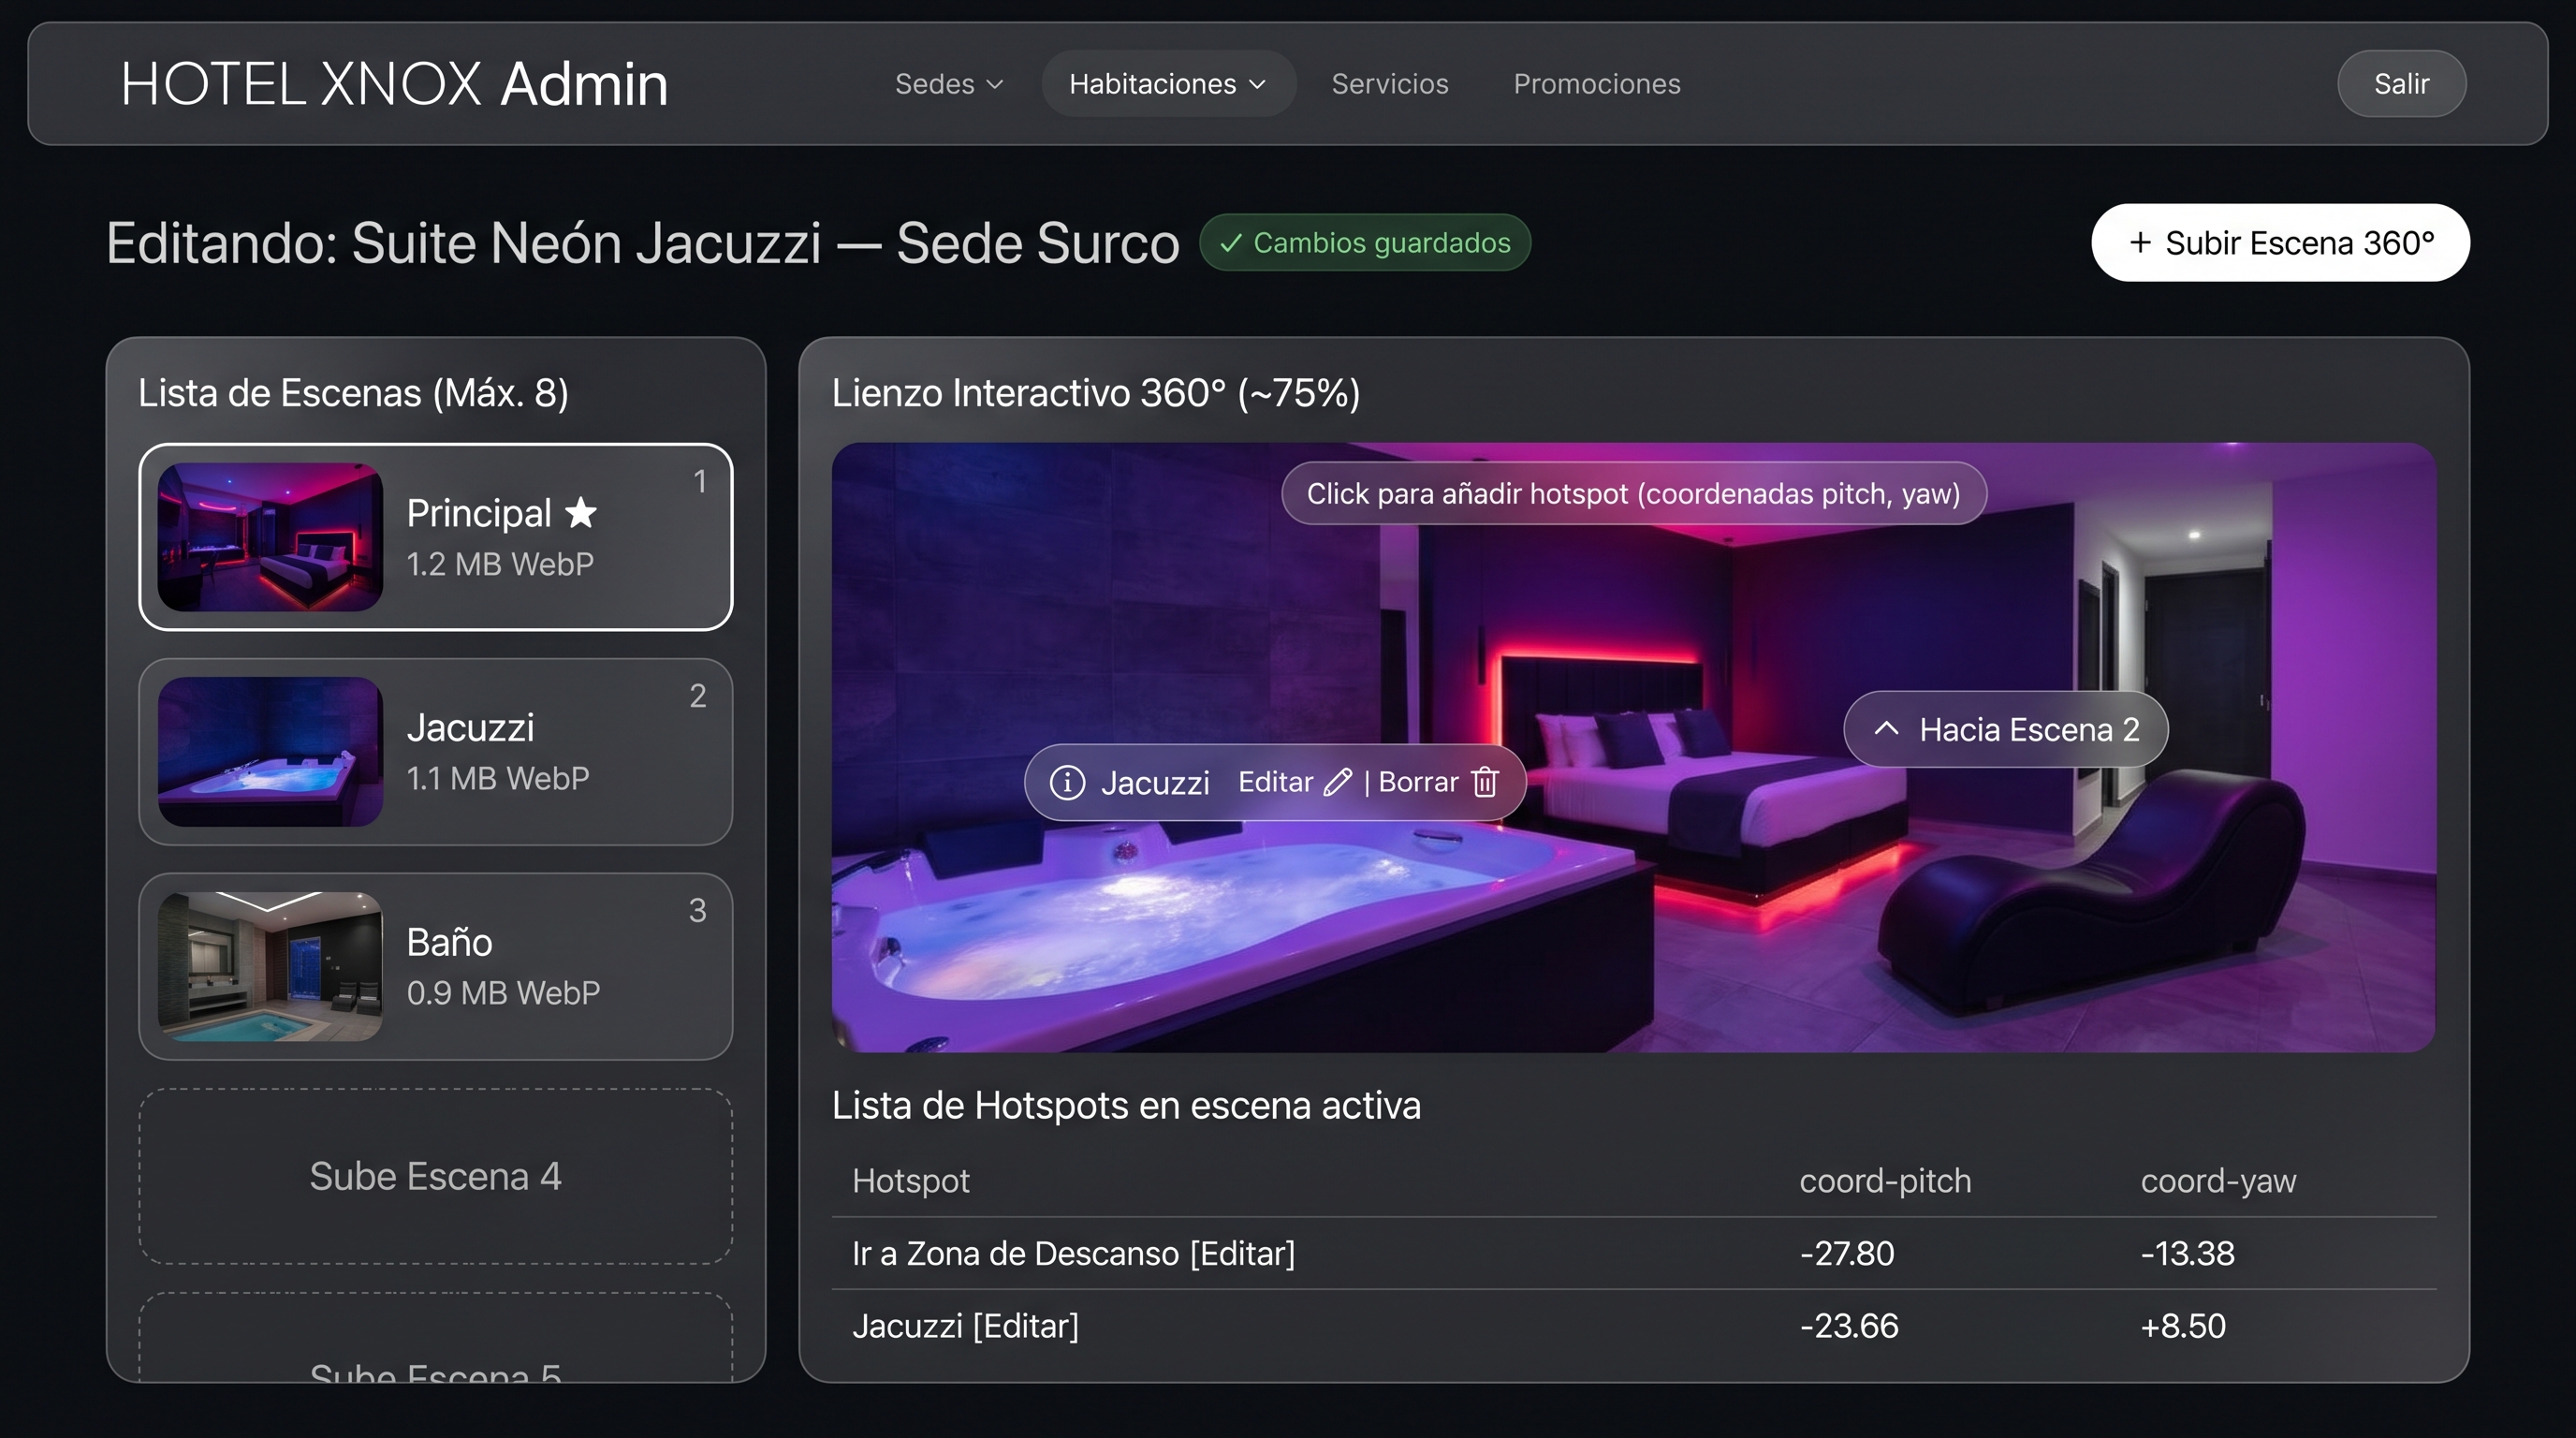 HOTEL XNOX Admin
Sedes
Habitaciones
Servicios
Promociones
Salir
Editando: Suite Neón Jacuzzi — Sede Surco
✓ Cambios guardados
+ Subir Escena 360°
Lista de Escenas (Máx. 8)
1
Principal ★
1.2 MB WebP
2
Jacuzzi
1.1 MB WebP
3
Baño
0.9 MB WebP
Sube Escena 4
Sube Escena 5
Lienzo Interactivo 360° (~75%)
Click para añadir hotspot (coordenadas pitch, yaw)
Hacia Escena 2
Jacuzzi Editar | Borrar
Lista de Hotspots en escena activa
Hotspot coord-pitch coord-yaw
Ir a Zona de Descanso [Editar] -27.80 -13.38
Jacuzzi [Editar] -23.66 +8.50